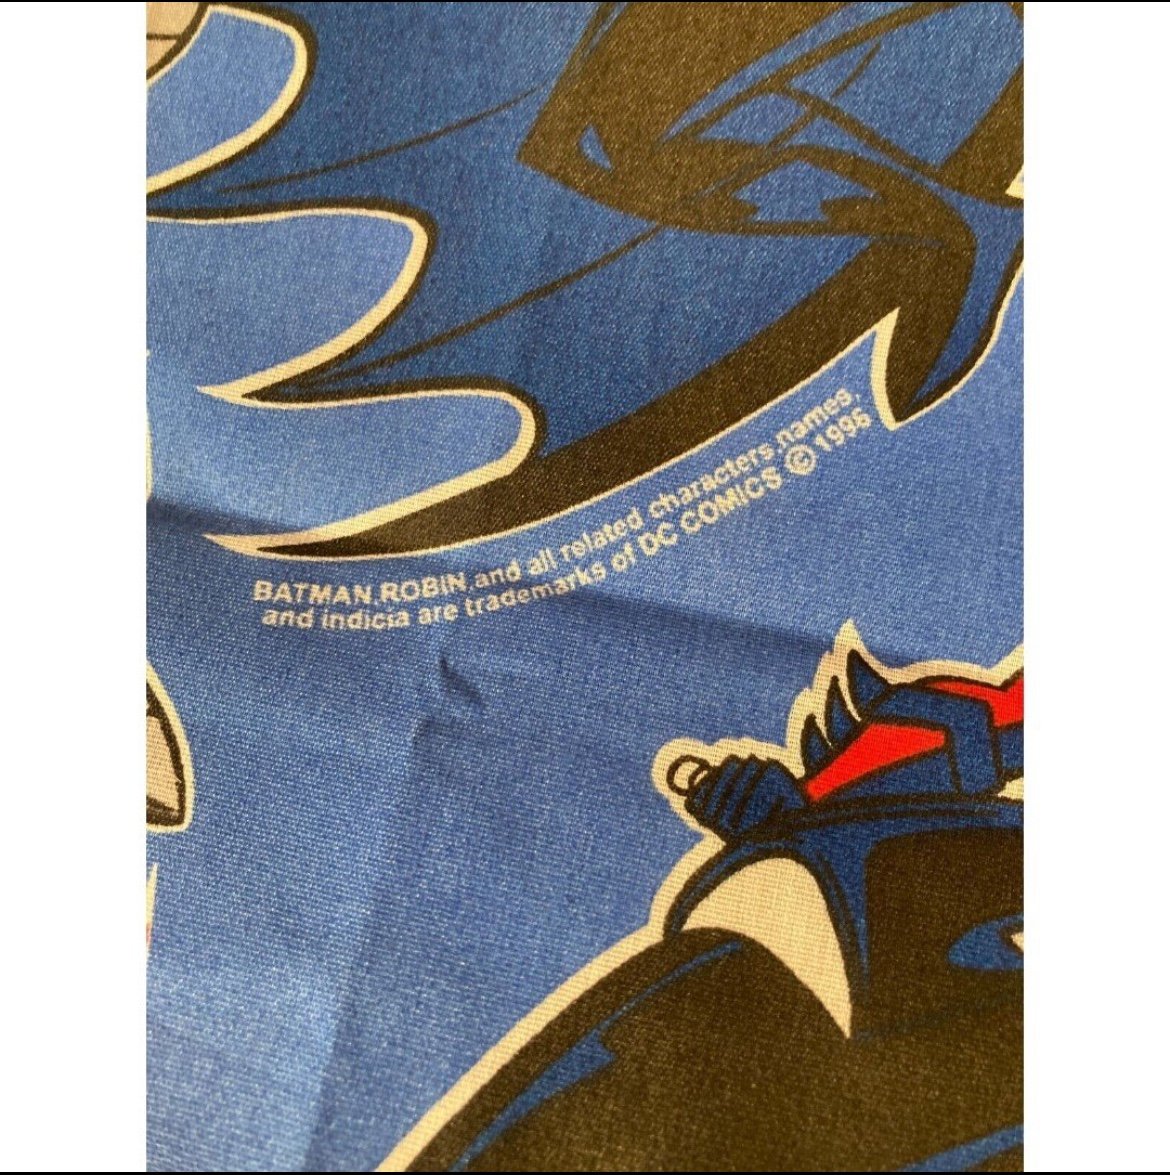 BATMAN, ROBIN, and all related characters, names,
and indicia are trademarks of DC COMICS © 1996